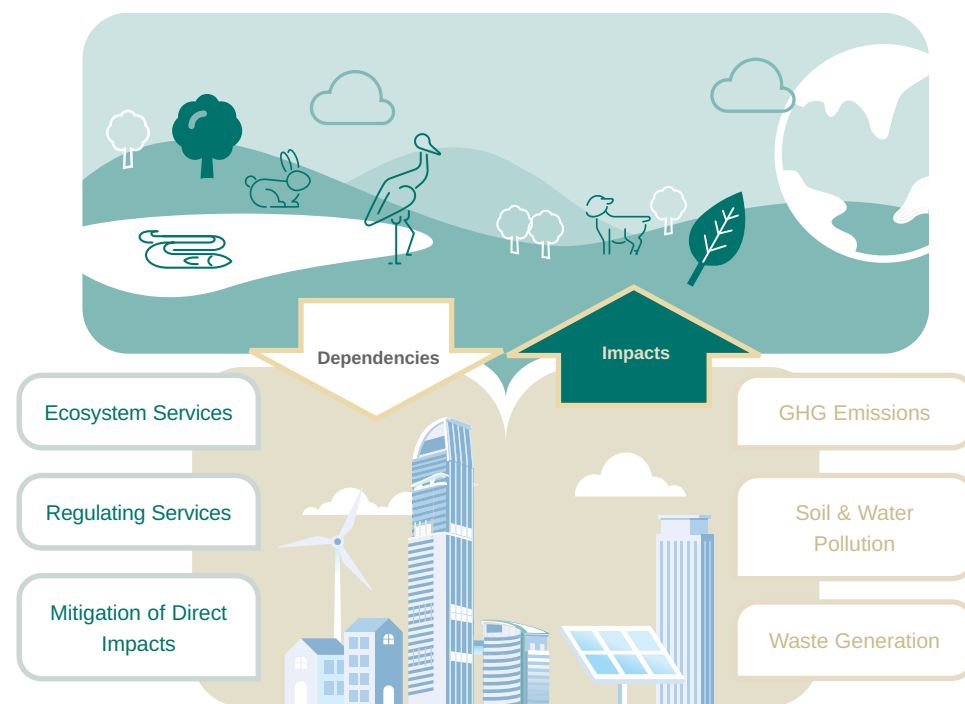 Dependencies
Impacts
Ecosystem Services
Regulating Services
Mitigation of Direct
Impacts
GHG Emissions
Soil & Water
Pollution
Waste Generation